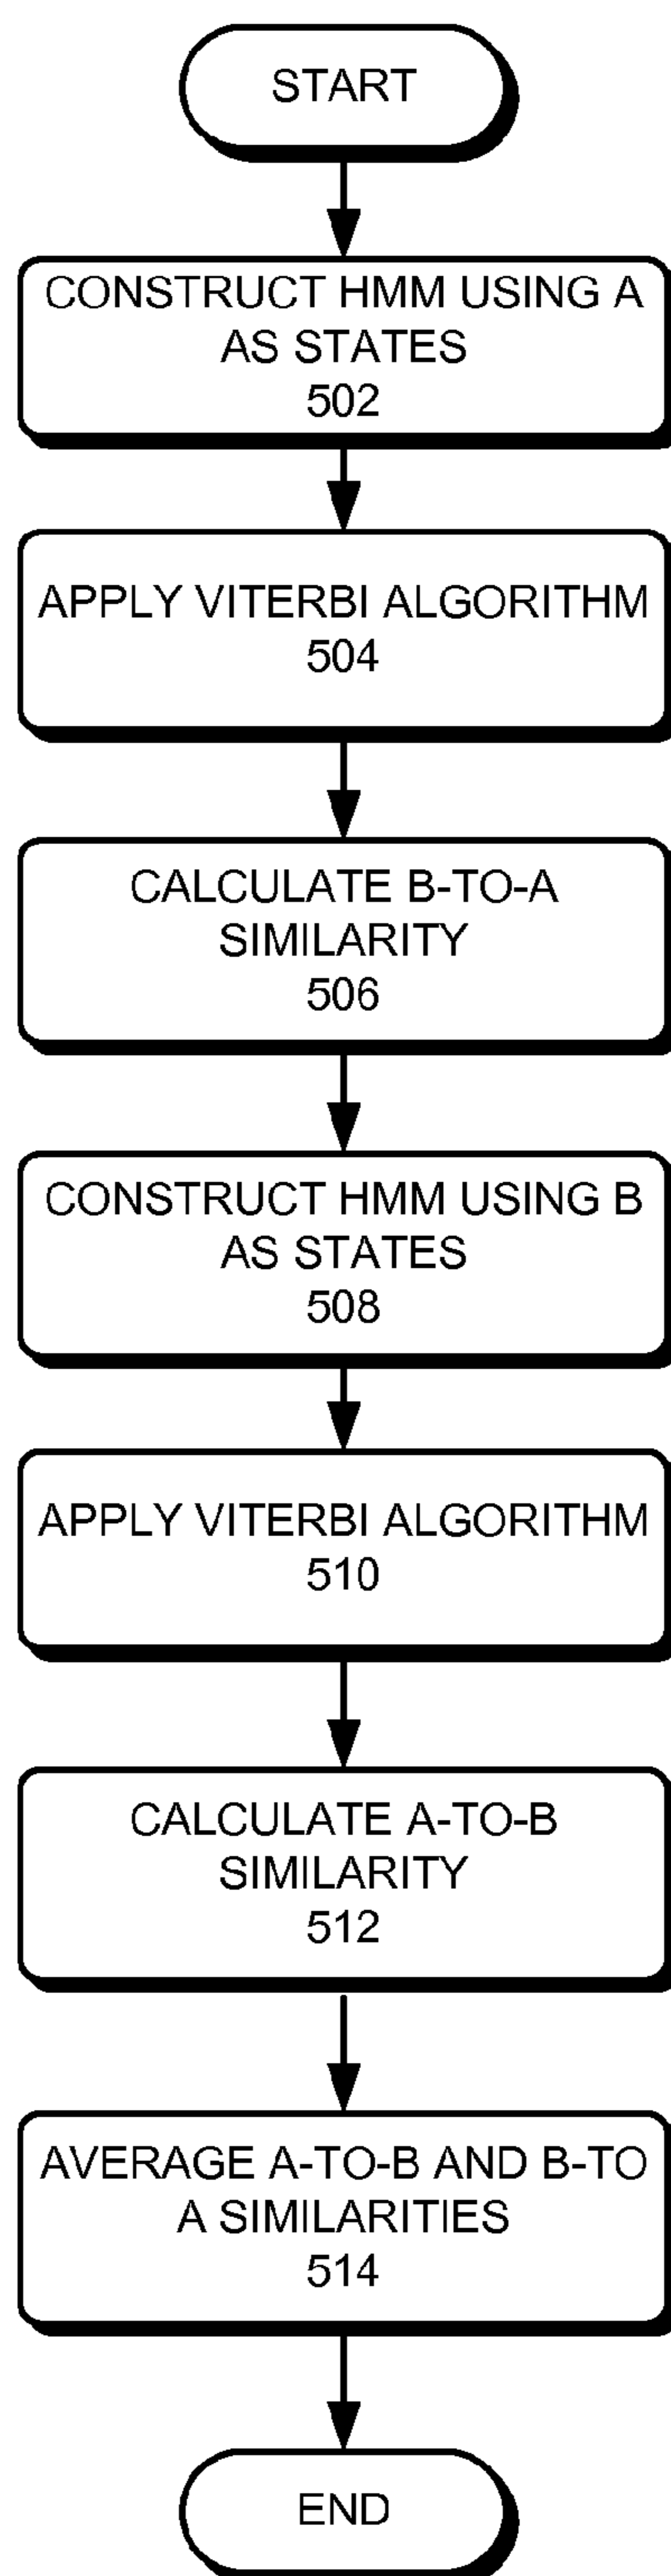 START
CONSTRUCT HMM USING A
AS STATES
502
APPLY VITERBI ALGORITHM
504
CALCULATE B-TO-A
SIMILARITY
506
CONSTRUCT HMM USING B
AS STATES
508
APPLY VITERBI ALGORITHM
510
CALCULATE A-TO-B
SIMILARITY
512
AVERAGE A-TO-B AND B-TO
A SIMILARITIES
514
END